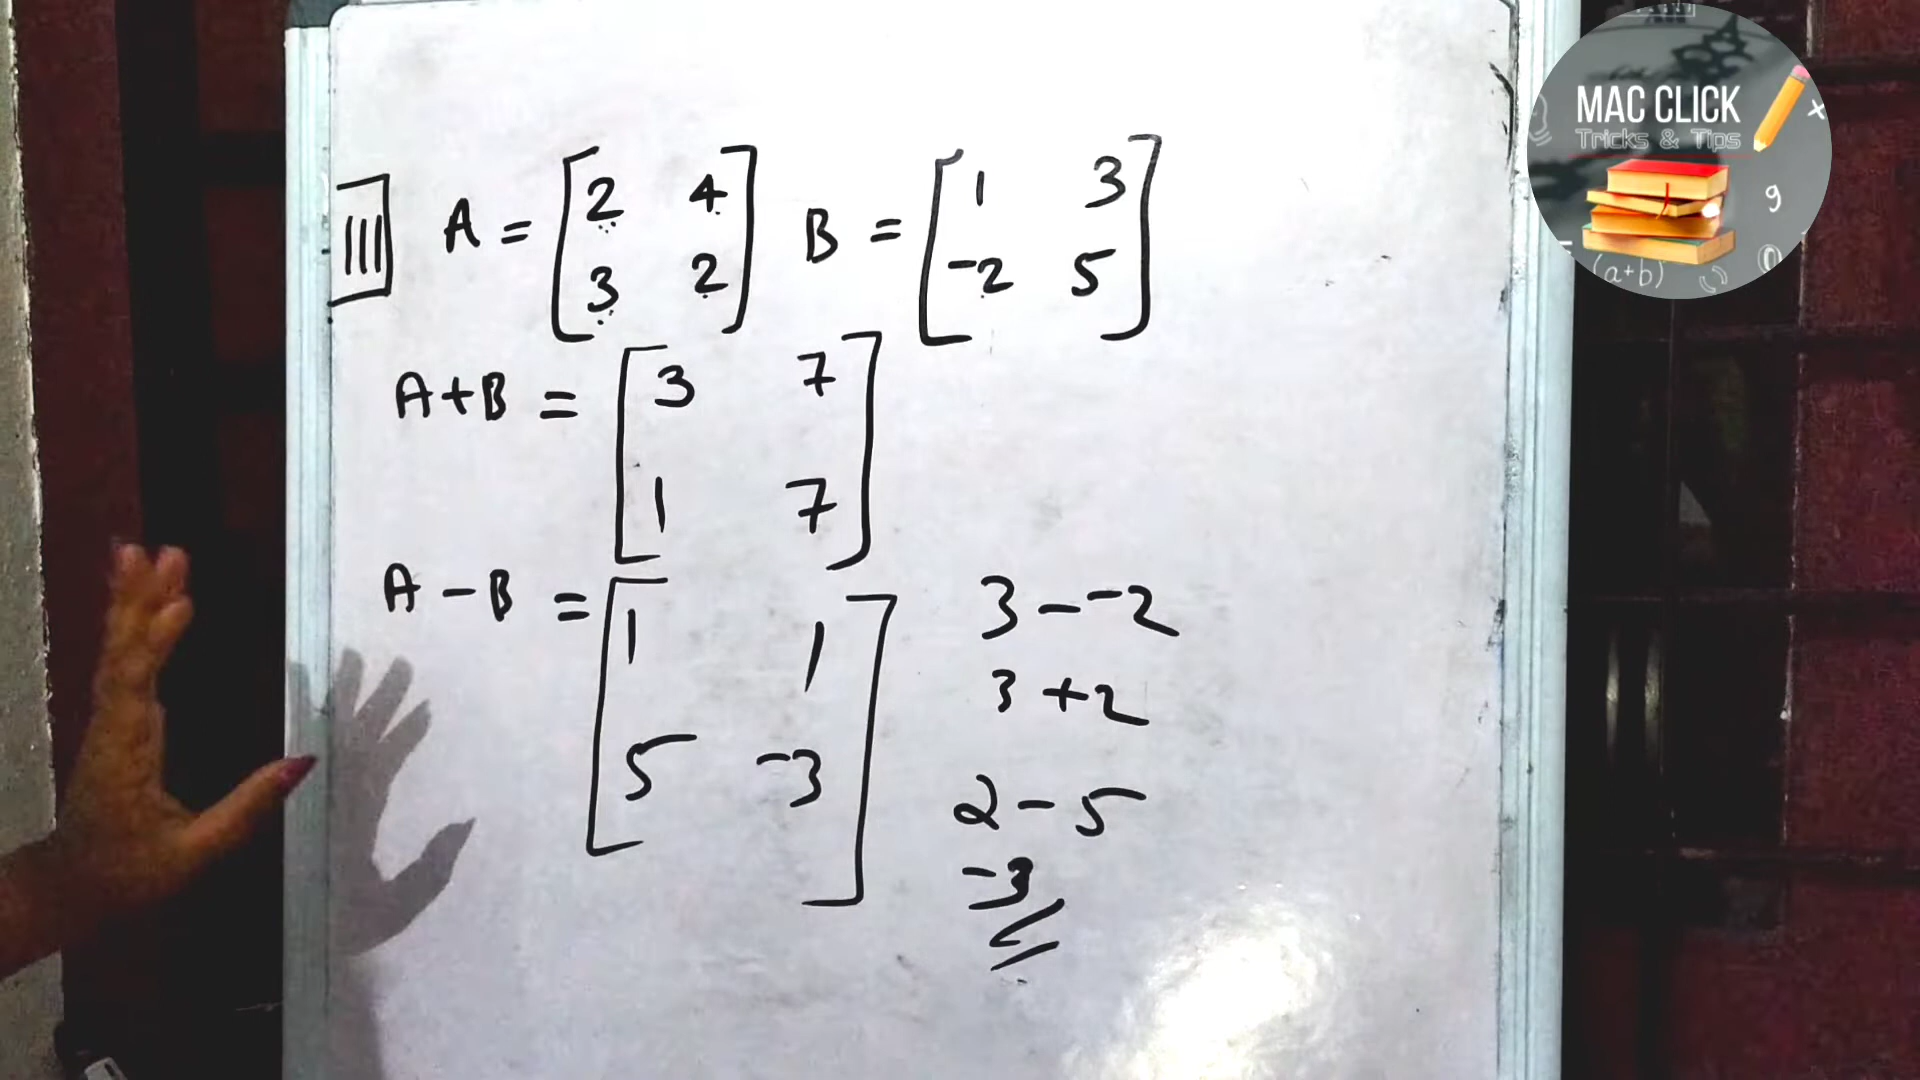 III A = [2 4 B = [1 3
3 2] -2 5]
A+B = [3 7
1 7]
A - B = [1 1
5 -3]
3 - -2
3 + 2
2 - 5
-3
MAC CLICK
Tricks & Tips
x
9
(a+b)